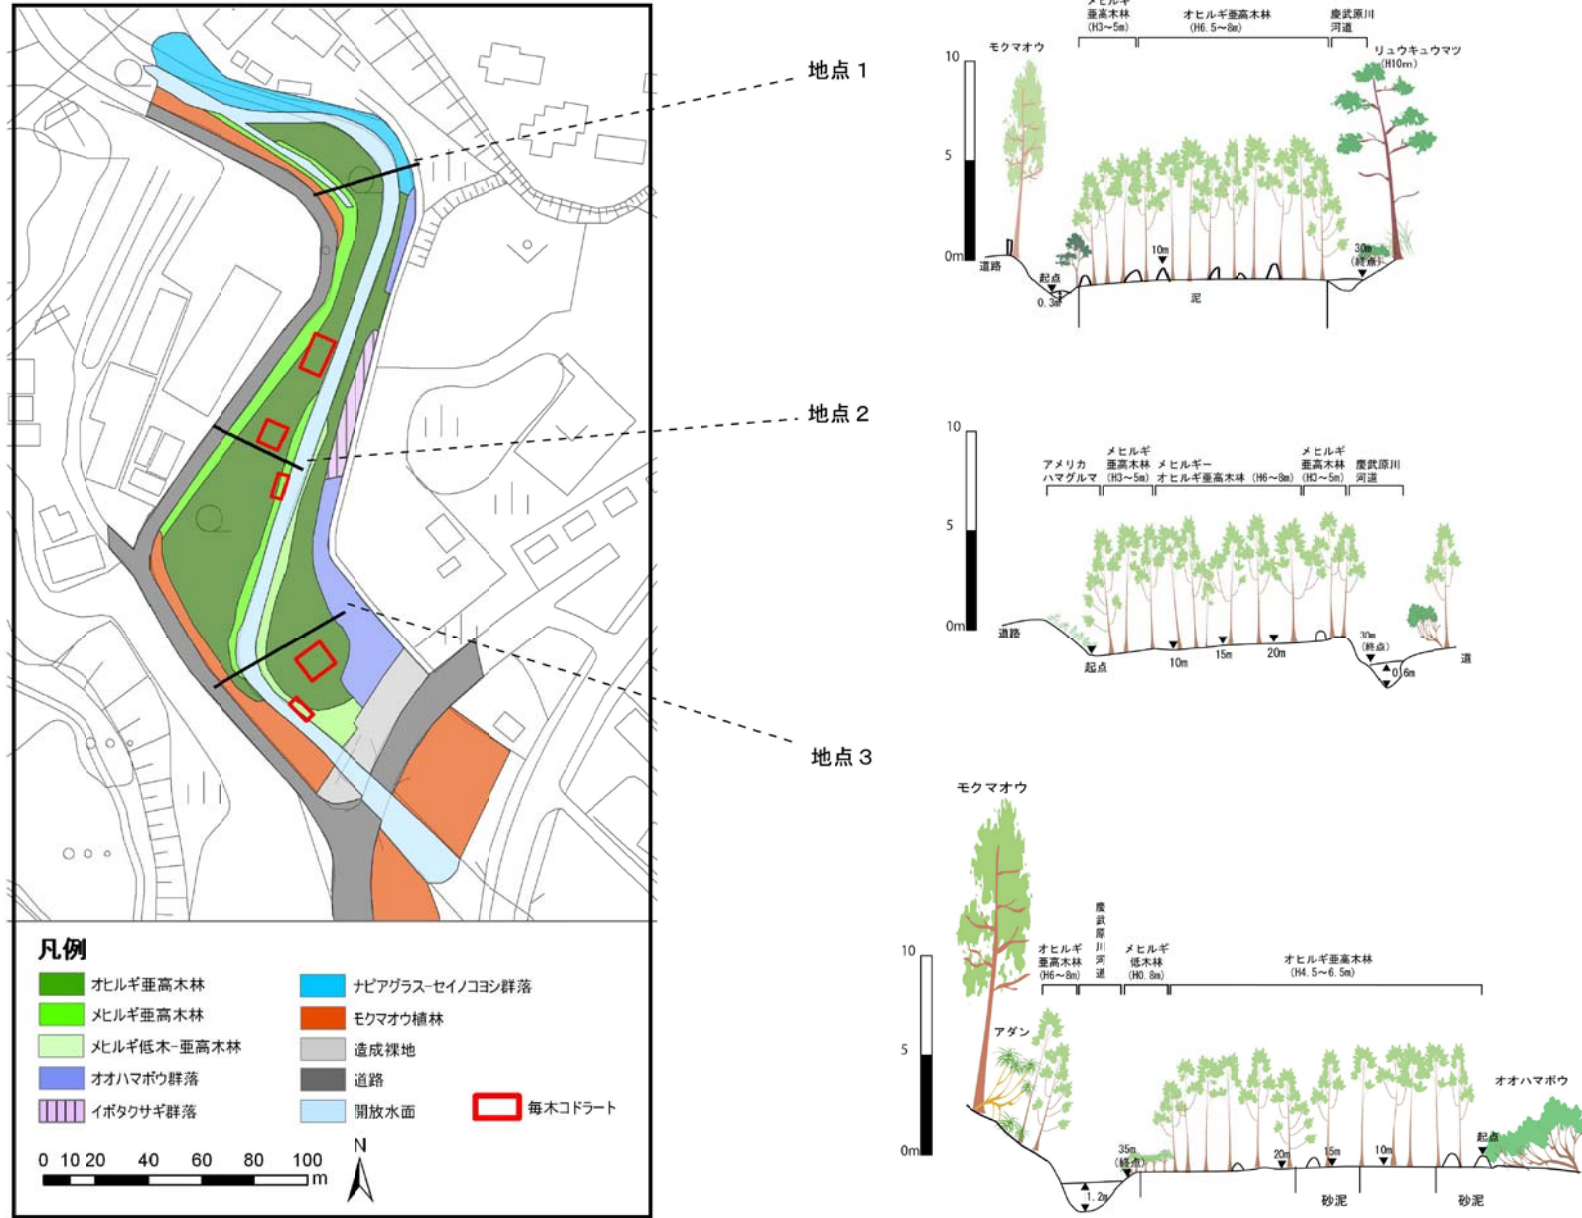 凡例
オヒルギ亜高木林
メヒルギ亜高木林
メヒルギ低木-亜高木林
オオハマボウ群落
イボタクサギ群落
ナピアグラス-セイノコヨシ群落
モクマオウ植林
造成裸地
道路
開放水面
毎木コドラート
0 10 20 40 60 80 100
m
N
地点1
地点2
地点3
メヒルギ
亜高木林
(H3~5m)
オヒルギ亜高木林
(H6.5~8m)
慶武原川
河道
モクマオウ
リュウキュウマツ
(H10m)
10
5
0m
道路
起点
0.3m
10m
30m
(終点)
泥
アメリカ
ハマグルマ
メヒルギ
亜高木林
(H3~5m)
メヒルギー
オヒルギ亜高木林 (H6~8m)
メヒルギ
亜高木林
(H3~5m)
慶武原川
河道
10
5
0m
道路
起点
10m
15m
20m
30m
(終点)
0.6m
道
モクマオウ
アダン
オヒルギ
亜高木林
(H6~8m)
慶武原川河道
メヒルギ
低木林
(H0.8m)
オヒルギ亜高木林
(H4.5~6.5m)
オオハマボウ
10
5
0m
35m
(終点)
1.2m
20m
15m
10m
起点
砂泥
砂泥